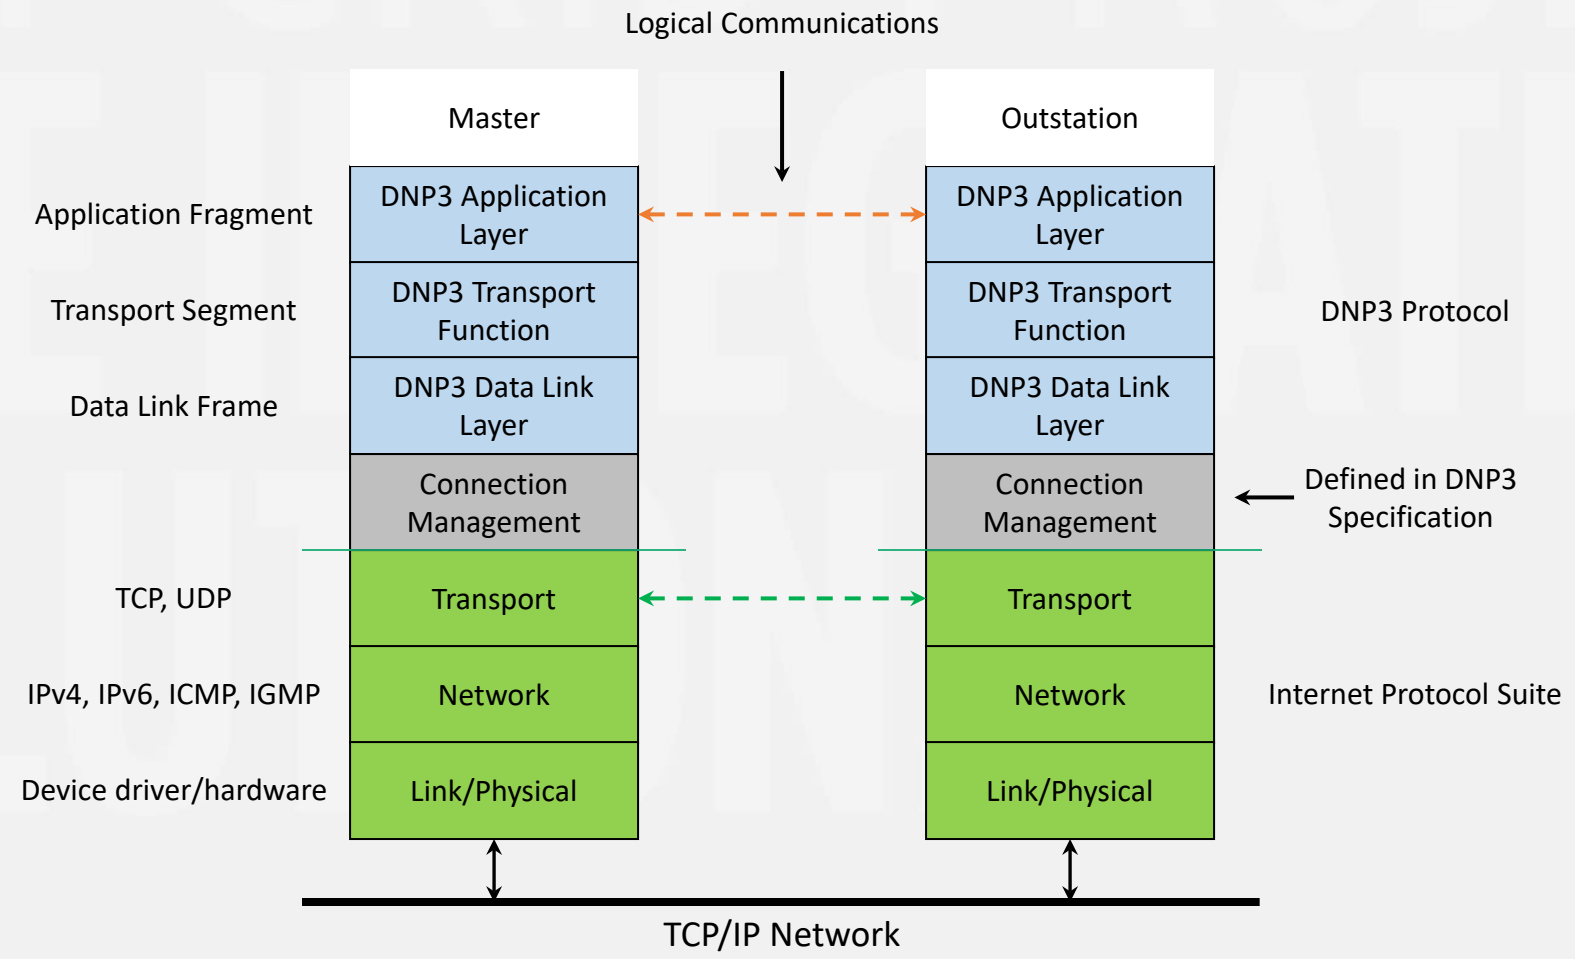 Logical Communications
Master
Outstation
Application Fragment
DNP3 Application
Layer
DNP3 Application
Layer
Transport Segment
DNP3 Transport
Function
DNP3 Transport
Function
DNP3 Protocol
Data Link Frame
DNP3 Data Link
Layer
DNP3 Data Link
Layer
Connection
Management
Connection
Management
Defined in DNP3
Specification
TCP, UDP
Transport
Transport
IPv4, IPv6, ICMP, IGMP
Network
Network
Internet Protocol Suite
Device driver/hardware
Link/Physical
Link/Physical
TCP/IP Network